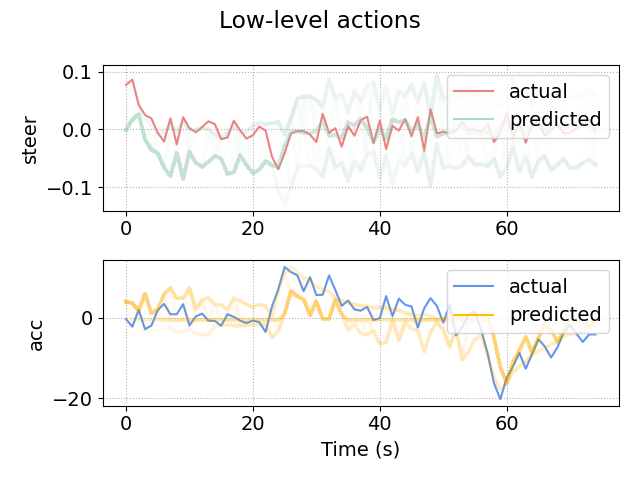 Low-level actions
0.1
0.0
−0.1
steer
actual
predicted
0 20 40 60
0
−20
acc
actual
predicted
0 20 40 60
Time (s)